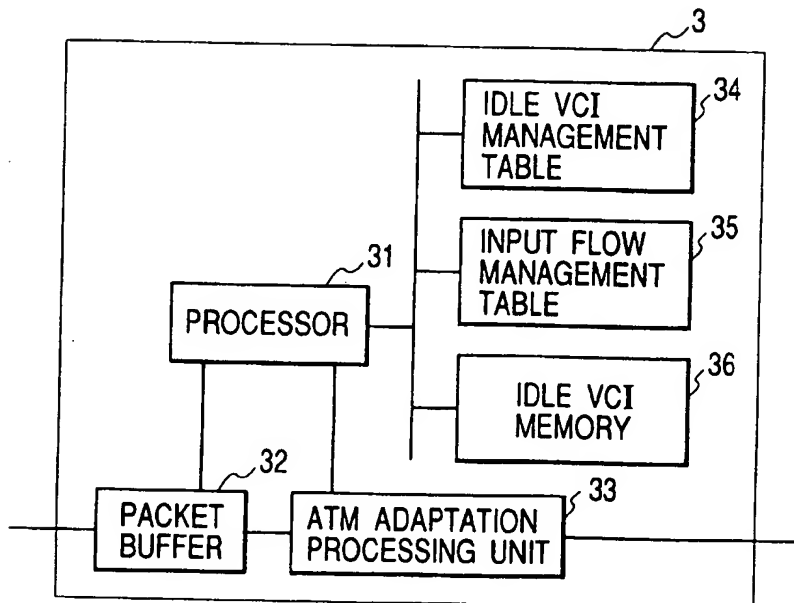 3
IDLE VCI
MANAGEMENT
TABLE
34
INPUT FLOW
MANAGEMENT
TABLE
35
31
PROCESSOR
IDLE VCI
MEMORY
36
32
PACKET
BUFFER
33
ATM ADAPTATION
PROCESSING UNIT